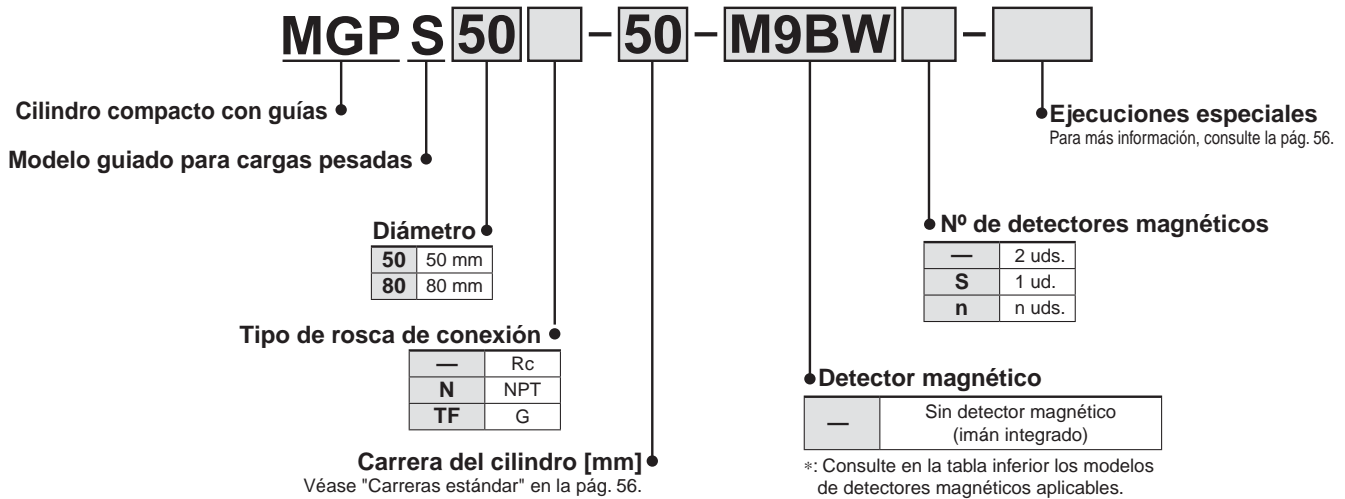 MGP S 50 – 50 – M9BW –
Cilindro compacto con guías
Modelo guiado para cargas pesadas
Ejecuciones especiales
Para más información, consulte la pág. 56.
Diámetro
50 50 mm
80 80 mm
Nº de detectores magnéticos
— 2 uds.
S 1 ud.
n n uds.
Tipo de rosca de conexión
— Rc
N NPT
TF G
Detector magnético
— Sin detector magnético
(imán integrado)
*: Consulte en la tabla inferior los modelos
de detectores magnéticos aplicables.
Carrera del cilindro [mm]
Véase "Carreras estándar" en la pág. 56.